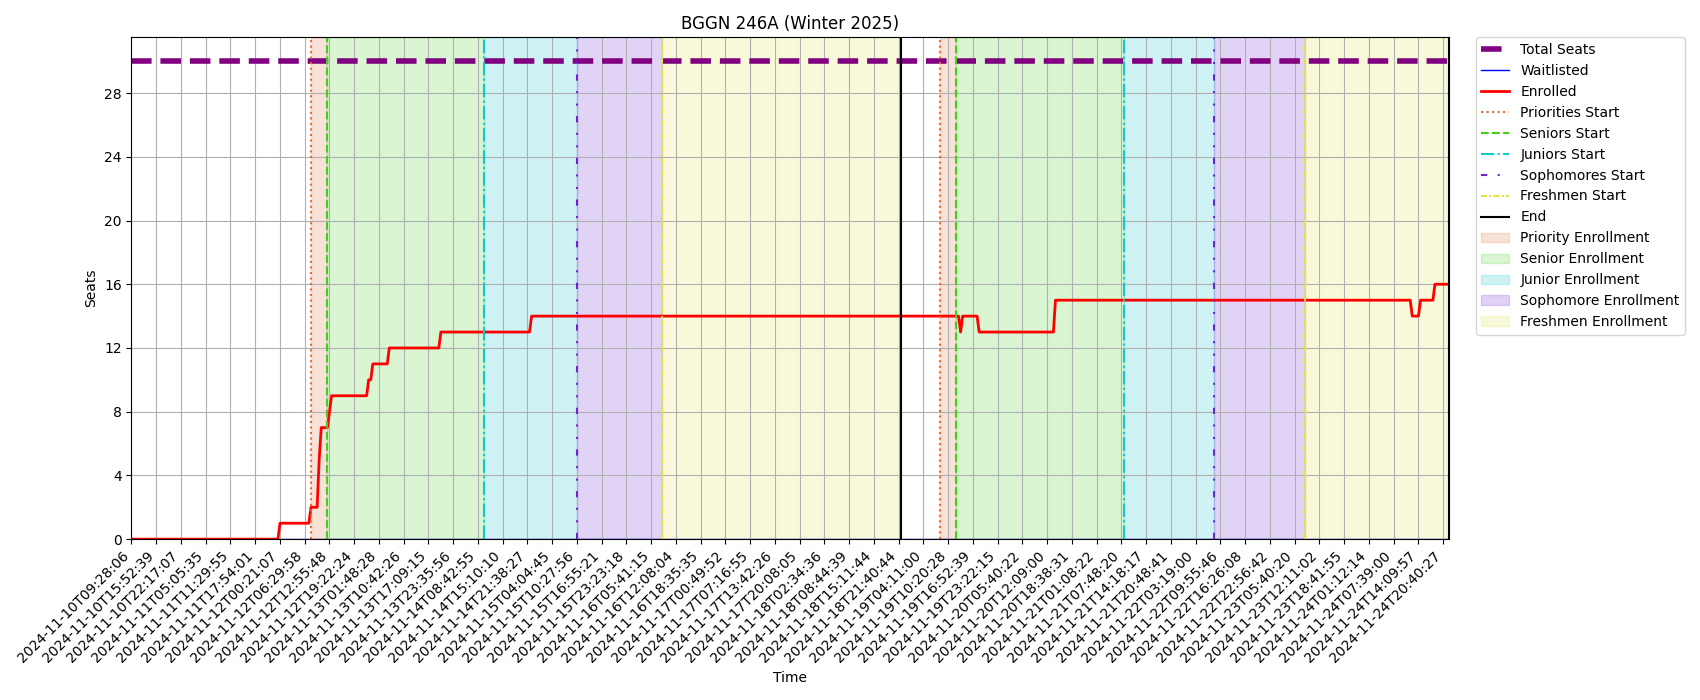 BGGN 246A (Winter 2025)
Total Seats
Waitlisted
Enrolled
Priorities Start
Seniors Start
Juniors Start
Sophomores Start
Freshmen Start
End
Priority Enrollment
Senior Enrollment
Junior Enrollment
Sophomore Enrollment
Freshmen Enrollment
Seats
28
24
20
16
12
8
4
0
2024-11-10T09:28:06
2024-11-10T15:52:39
2024-11-10T22:17:07
2024-11-11T05:05:35
2024-11-11T11:29:55
2024-11-11T17:54:01
2024-11-12T00:21:07
2024-11-12T06:29:58
2024-11-12T12:55:48
2024-11-12T19:22:24
2024-11-13T01:48:28
2024-11-13T10:42:26
2024-11-13T17:09:15
2024-11-13T23:35:56
2024-11-14T08:42:55
2024-11-14T15:10:10
2024-11-14T21:38:27
2024-11-15T04:04:45
2024-11-15T10:27:56
2024-11-15T16:55:21
2024-11-15T23:23:18
2024-11-16T05:41:15
2024-11-16T12:08:04
2024-11-16T18:35:35
2024-11-17T00:49:52
2024-11-17T07:16:55
2024-11-17T13:42:26
2024-11-17T20:08:05
2024-11-18T02:34:36
2024-11-18T08:44:39
2024-11-18T15:11:44
2024-11-18T21:40:44
2024-11-19T04:11:00
2024-11-19T10:20:28
2024-11-19T16:52:39
2024-11-19T23:22:15
2024-11-20T05:40:22
2024-11-20T12:09:00
2024-11-20T18:38:31
2024-11-21T01:08:22
2024-11-21T07:48:20
2024-11-21T14:18:17
2024-11-21T20:48:41
2024-11-22T03:19:00
2024-11-22T09:55:46
2024-11-22T16:26:08
2024-11-22T22:56:42
2024-11-23T05:40:20
2024-11-23T12:11:02
2024-11-23T18:41:55
2024-11-24T01:12:14
2024-11-24T07:39:00
2024-11-24T14:09:57
2024-11-24T20:40:27
Time